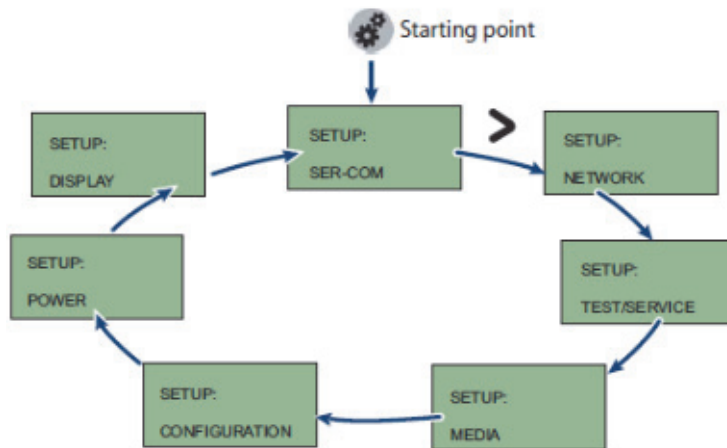 Starting point
SETUP:
SER-COM
>
SETUP:
NETWORK
SETUP:
TEST/SERVICE
SETUP:
MEDIA
SETUP:
CONFIGURATION
SETUP:
POWER
SETUP:
DISPLAY